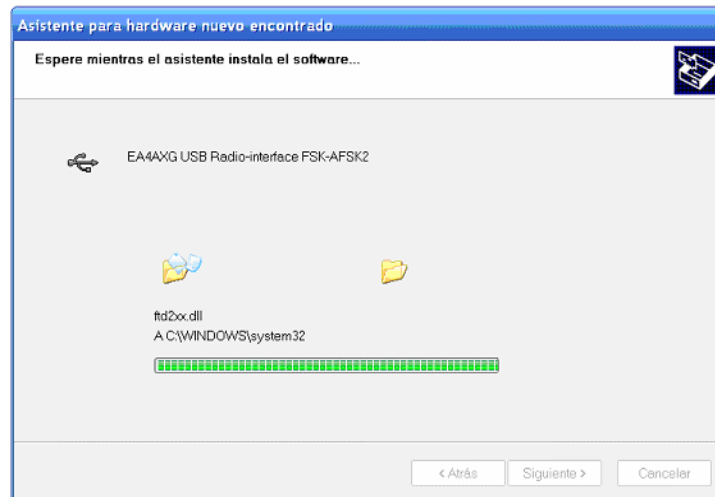 Asistente para hardware nuevo encontrado
Espere mientras el asistente instala el software...
EA4AXG USB Radio-interface FSK-AFSK2
ftd2xx.dll
A C:\WINDOWS\system32
< Atrás
Siguiente >
Cancelar